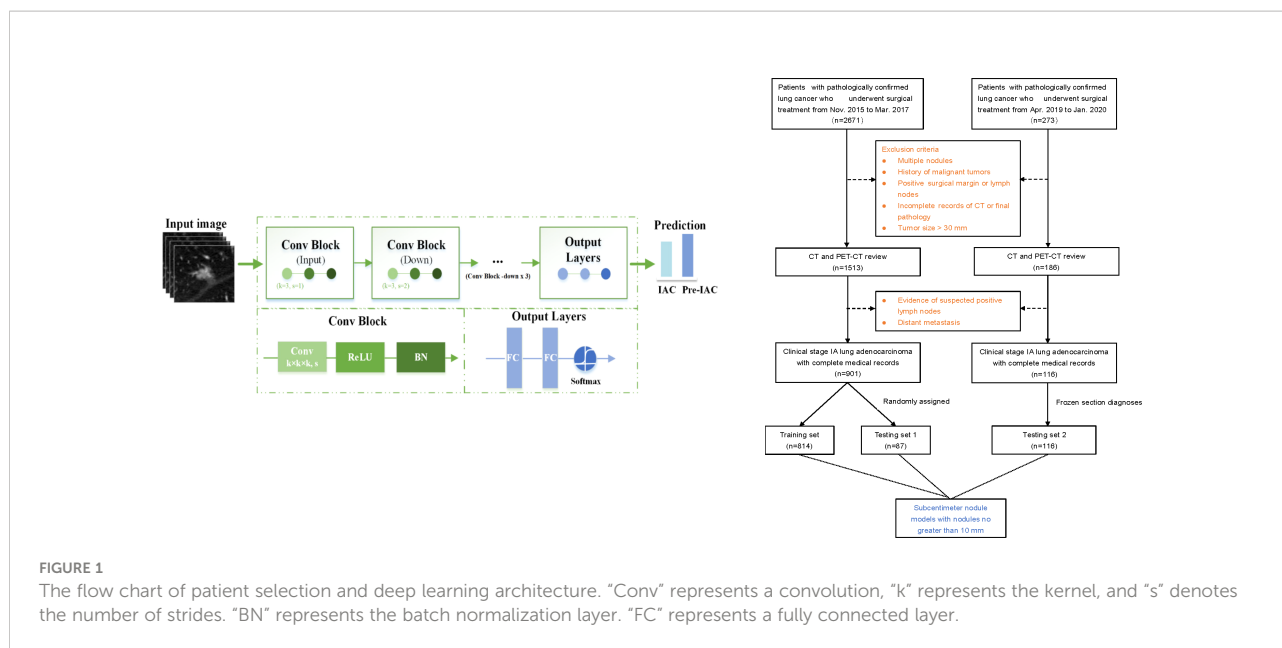 Input image
Conv Block
(Input)
(k=3, s=1)
Conv Block
(Down)
(k=3, s=2)
...
(Conv Block -down x 3)
Output
Layers
Prediction
IAC Pre-IAC
Conv Block
Conv
k×k×k, s
ReLU
BN
Output Layers
FC
FC
Softmax
Patients with pathologically confirmed
lung cancer who underwent surgical
treatment from Nov. 2015 to Mar. 2017
(n=2671)
Patients with pathologically confirmed
lung cancer who underwent surgical
treatment from Apr. 2019 to Jan. 2020
(n=273)
Exclusion criteria
● Multiple nodules
● History of malignant tumors
● Positive surgical margin or lymph
nodes
● Incomplete records of CT or final
pathology
● Tumor size > 30 mm
CT and PET-CT review
(n=1513)
CT and PET-CT review
(n=186)
● Evidence of suspected positive
lymph nodes
● Distant metastasis
Clinical stage IA lung adenocarcinoma
with complete medical records
(n=901)
Clinical stage IA lung adenocarcinoma
with complete medical records
(n=116)
Randomly assigned
Frozen section diagnoses
Training set
(n=814)
Testing set 1
(n=87)
Testing set 2
(n=116)
Subcentimeter nodule
models with nodules no
greater than 10 mm
FIGURE 1
The flow chart of patient selection and deep learning architecture. “Conv” represents a convolution, “k” represents the kernel, and “s” denotes
the number of strides. “BN” represents the batch normalization layer. “FC” represents a fully connected layer.